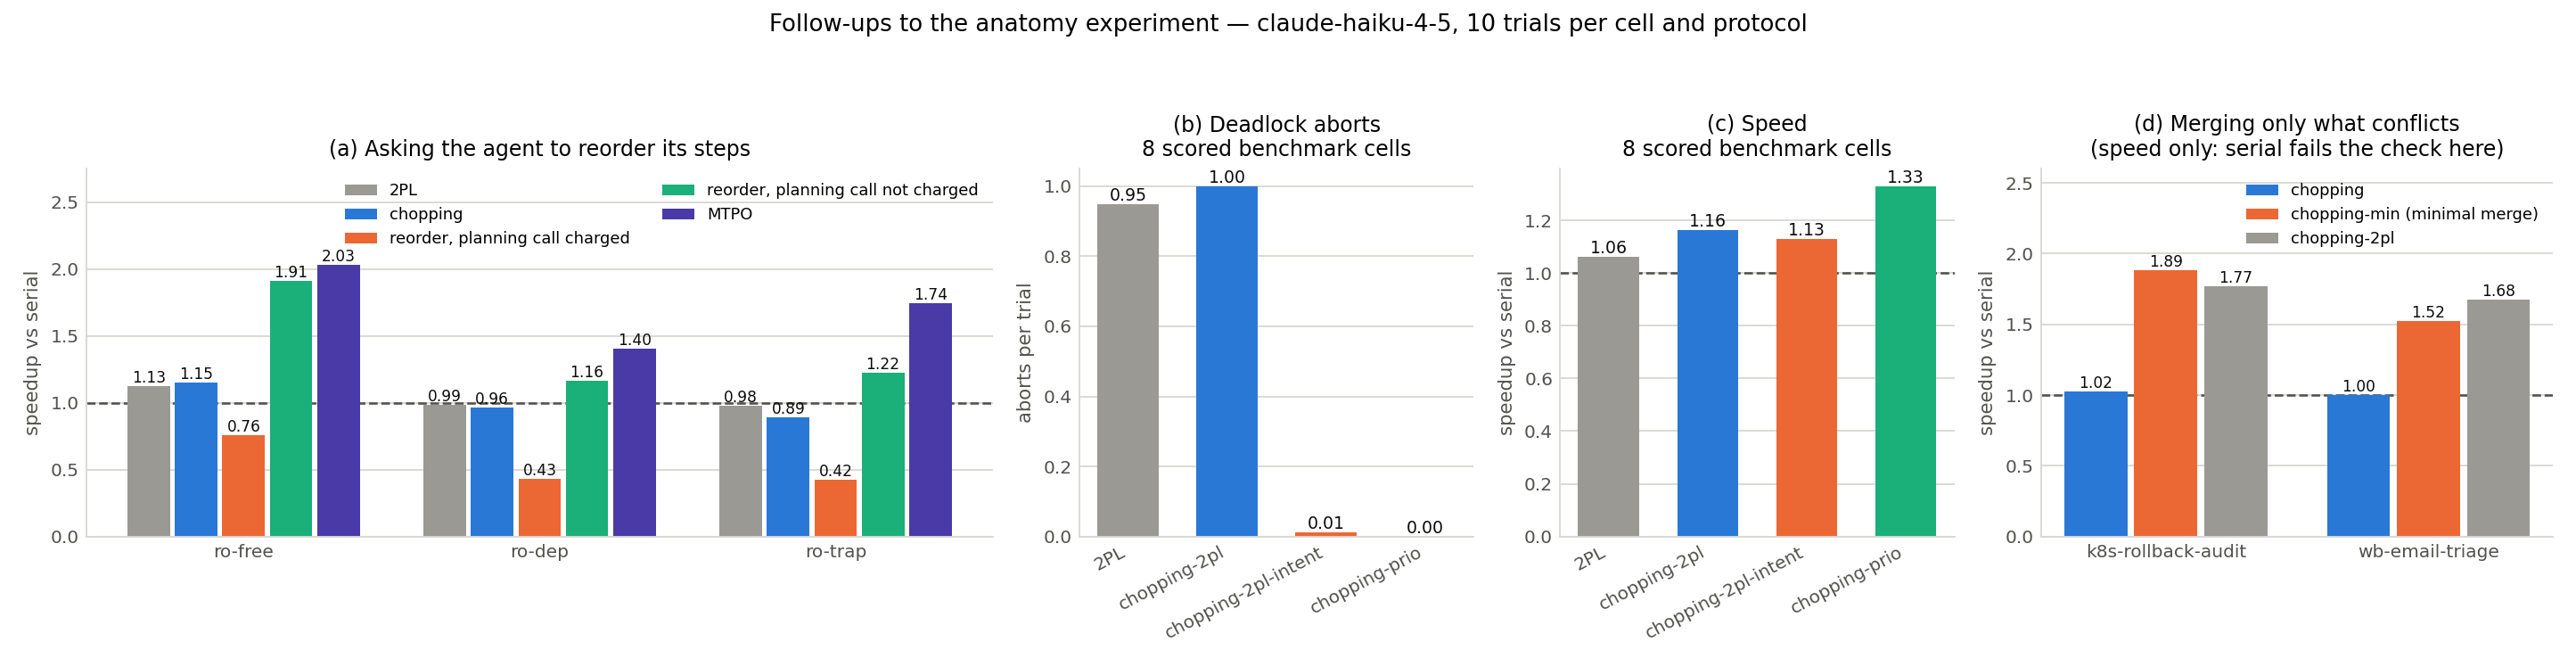 Follow-ups to the anatomy experiment — claude-haiku-4-5, 10 trials per cell and protocol
(a) Asking the agent to reorder its steps
2PL
chopping
reorder, planning call charged
reorder, planning call not charged
MTPO
speedup vs serial
2.5
2.0
1.5
1.0
0.5
0.0
1.13
1.15
0.76
1.91
2.03
0.99
0.96
0.43
1.16
1.40
0.98
0.89
0.42
1.22
1.74
ro-free
ro-dep
ro-trap
(b) Deadlock aborts
8 scored benchmark cells
aborts per trial
1.0
0.8
0.6
0.4
0.2
0.0
0.95
1.00
0.01
0.00
2PL
chopping-2pl
chopping-2pl-intent
chopping-prio
(c) Speed
8 scored benchmark cells
speedup vs serial
1.2
1.0
0.8
0.6
0.4
0.2
0.0
1.06
1.16
1.13
1.33
2PL
chopping-2pl
chopping-2pl-intent
chopping-prio
(d) Merging only what conflicts
(speed only: serial fails the check here)
chopping
chopping-min (minimal merge)
chopping-2pl
speedup vs serial
2.5
2.0
1.5
1.0
0.5
0.0
1.02
1.89
1.77
1.00
1.52
1.68
k8s-rollback-audit
wb-email-triage